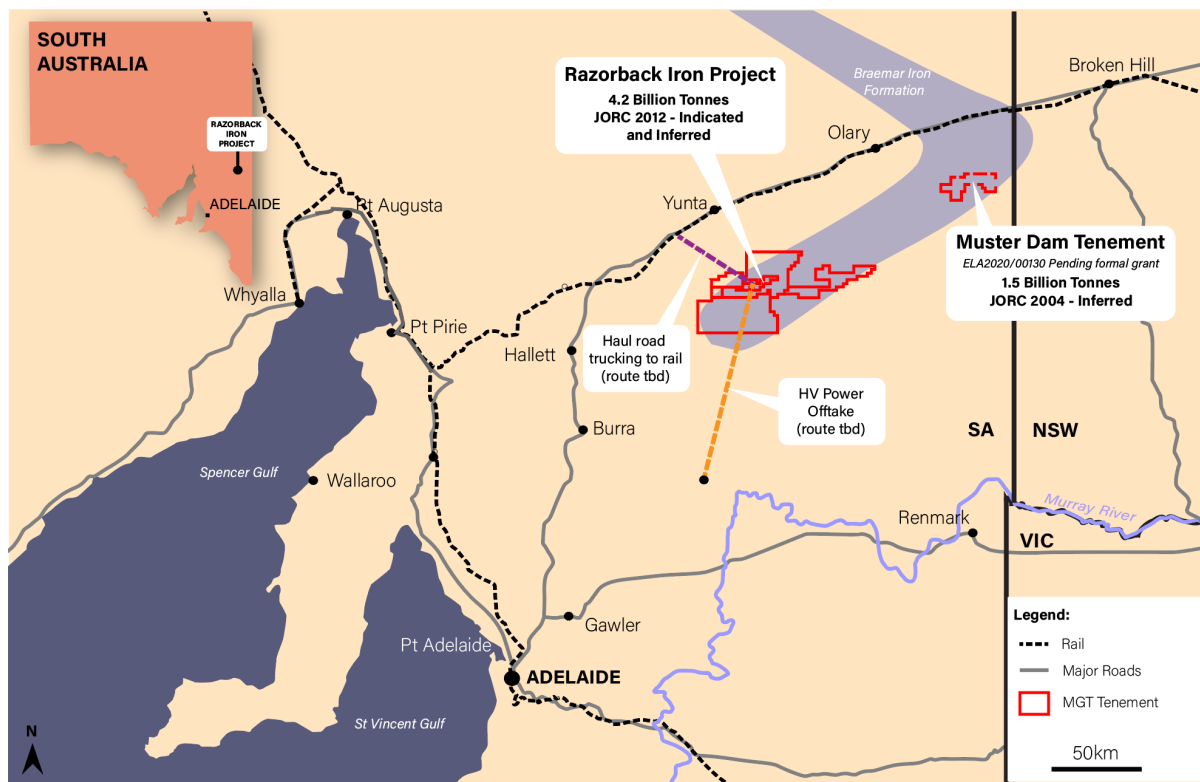 SOUTH
AUSTRALIA
RAZORBACK
IRON
PROJECT
ADELAIDE
Razorback Iron Project
4.2 Billion Tonnes
JORC 2012 - Indicated
and Inferred
Braemar Iron
Formation
Broken Hill
Olary
Yunta
Muster Dam Tenement
ELA2020/00130 Pending formal grant
1.5 Billion Tonnes
JORC 2004 - Inferred
Pt Augusta
Whyalla
Pt Pirie
Hallett
Haul road
trucking to rail
(route tbd)
HV Power
Offtake
(route tbd)
Burra
SA
NSW
Spencer Gulf
Wallaroo
Renmark
Murray River
VIC
Gawler
Pt Adelaide
ADELAIDE
St Vincent Gulf
N
Legend:
Rail
Major Roads
MGT Tenement
50km